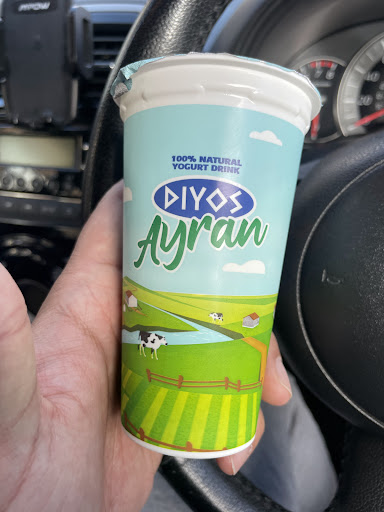 100% NATURAL
YOGURT DRINK
DIYOS
Ayran